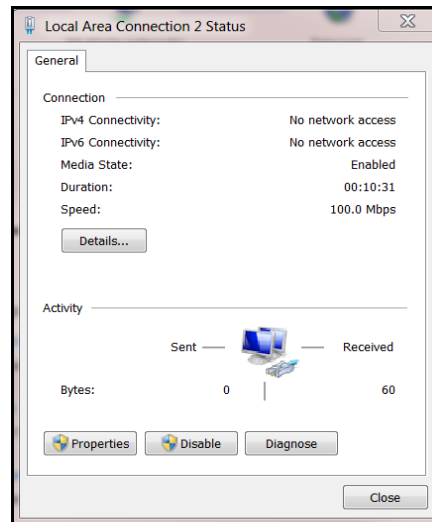 Local Area Connection 2 Status
General
Connection
IPv4 Connectivity: No network access
IPv6 Connectivity: No network access
Media State: Enabled
Duration: 00:10:31
Speed: 100.0 Mbps
Details...
Activity
Sent Received
Bytes: 0 60
Properties Disable Diagnose
Close